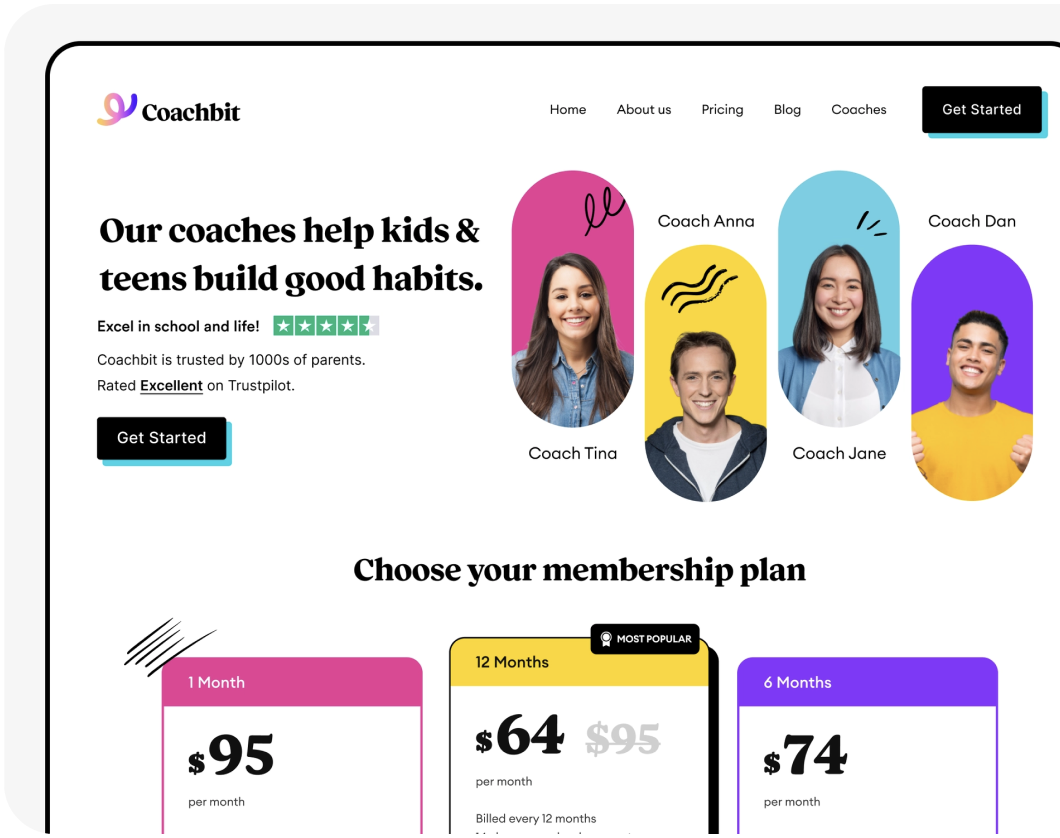 Coachbit
Home
About us
Pricing
Blog
Coaches
Get Started
Our coaches help kids &
teens build good habits.
Excel in school and life!
Coachbit is trusted by 1000s of parents.
Rated Excellent on Trustpilot.
Get Started
Coach Tina
Coach Anna
Coach Jane
Coach Dan
Choose your membership plan
1 Month
$95
per month
MOST POPULAR
12 Months
$64 $95
per month
Billed every 12 months
6 Months
$74
per month